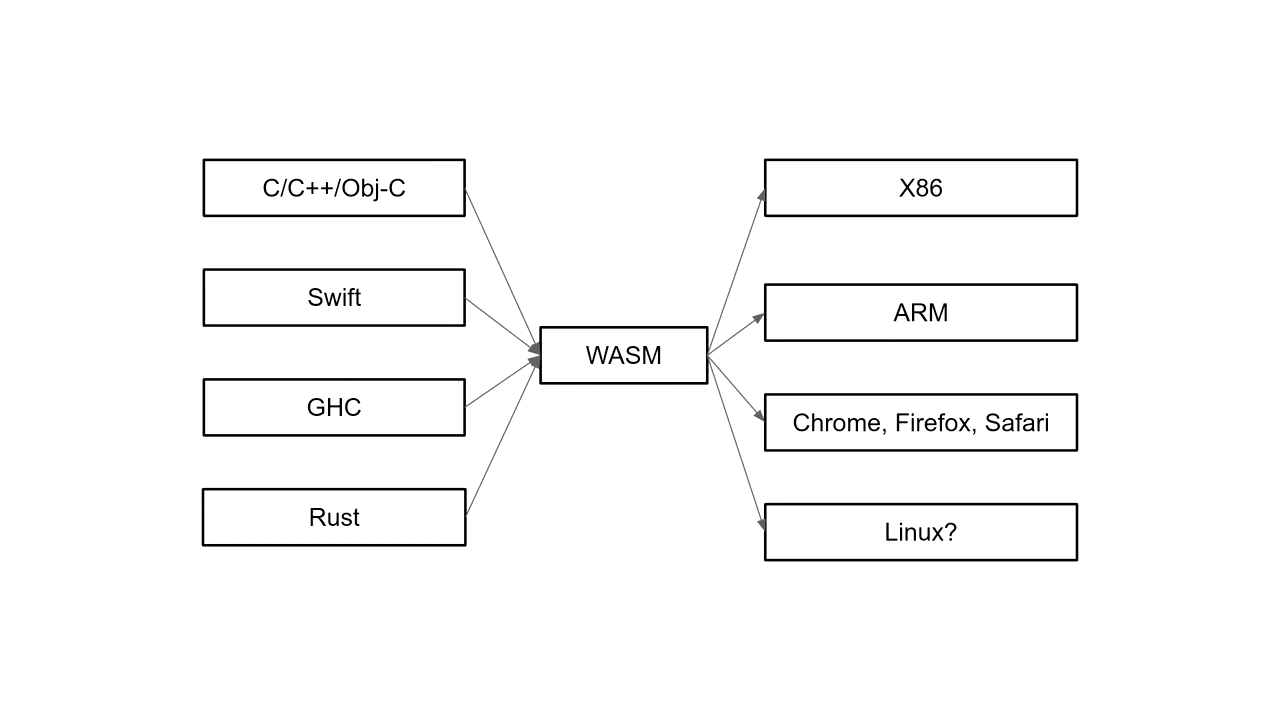 C/C++/Obj-C
Swift
GHC
Rust
WASM
X86
ARM
Chrome, Firefox, Safari
Linux?